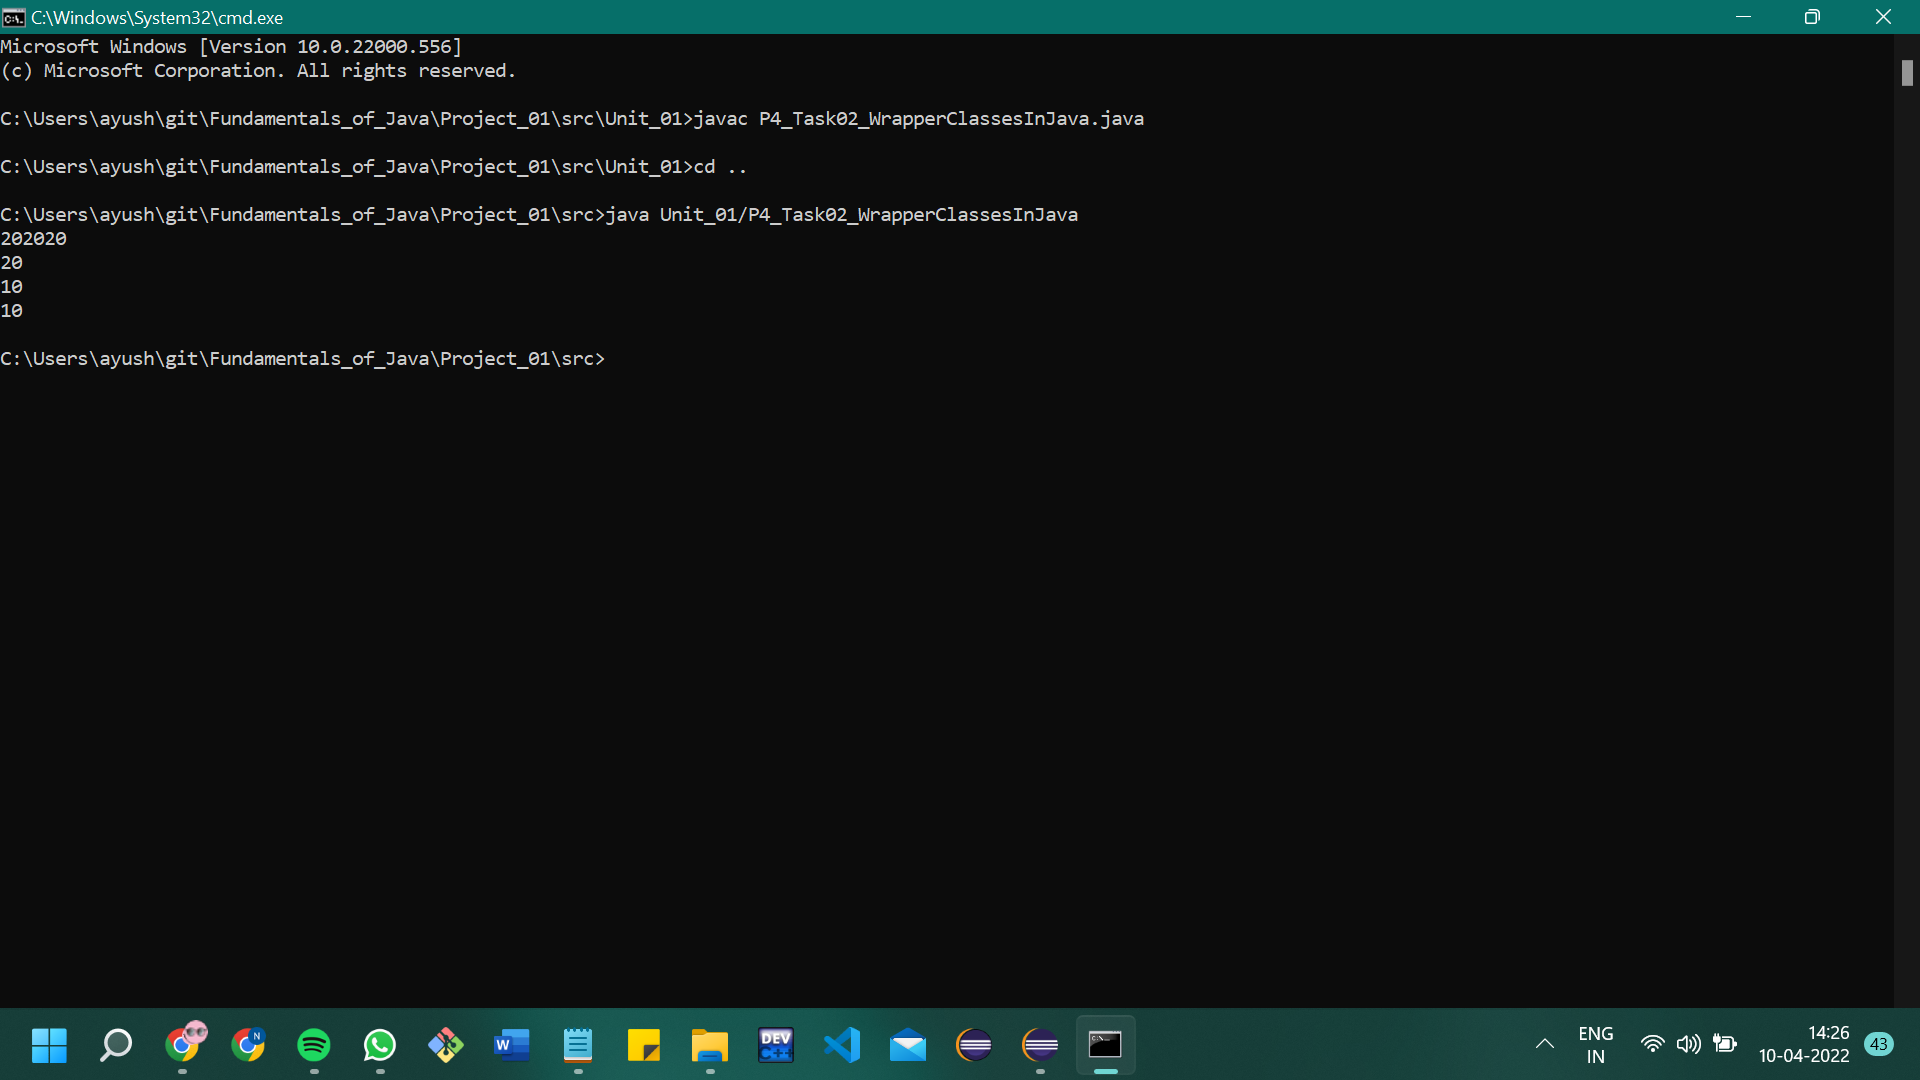 C:\Windows\System32\cmd.exe
Microsoft Windows [Version 10.0.22000.556]
(c) Microsoft Corporation. All rights reserved.
C:\Users\ayush\git\Fundamentals_of_Java\Project_01\src\Unit_01>javac P4_Task02_WrapperClassesInJava.java
C:\Users\ayush\git\Fundamentals_of_Java\Project_01\src\Unit_01>cd ..
C:\Users\ayush\git\Fundamentals_of_Java\Project_01\src>java Unit_01/P4_Task02_WrapperClassesInJava
202020
20
10
10
C:\Users\ayush\git\Fundamentals_of_Java\Project_01\src>
N
W
DEV
C++
ENG
IN
14:26
10-04-2022
43